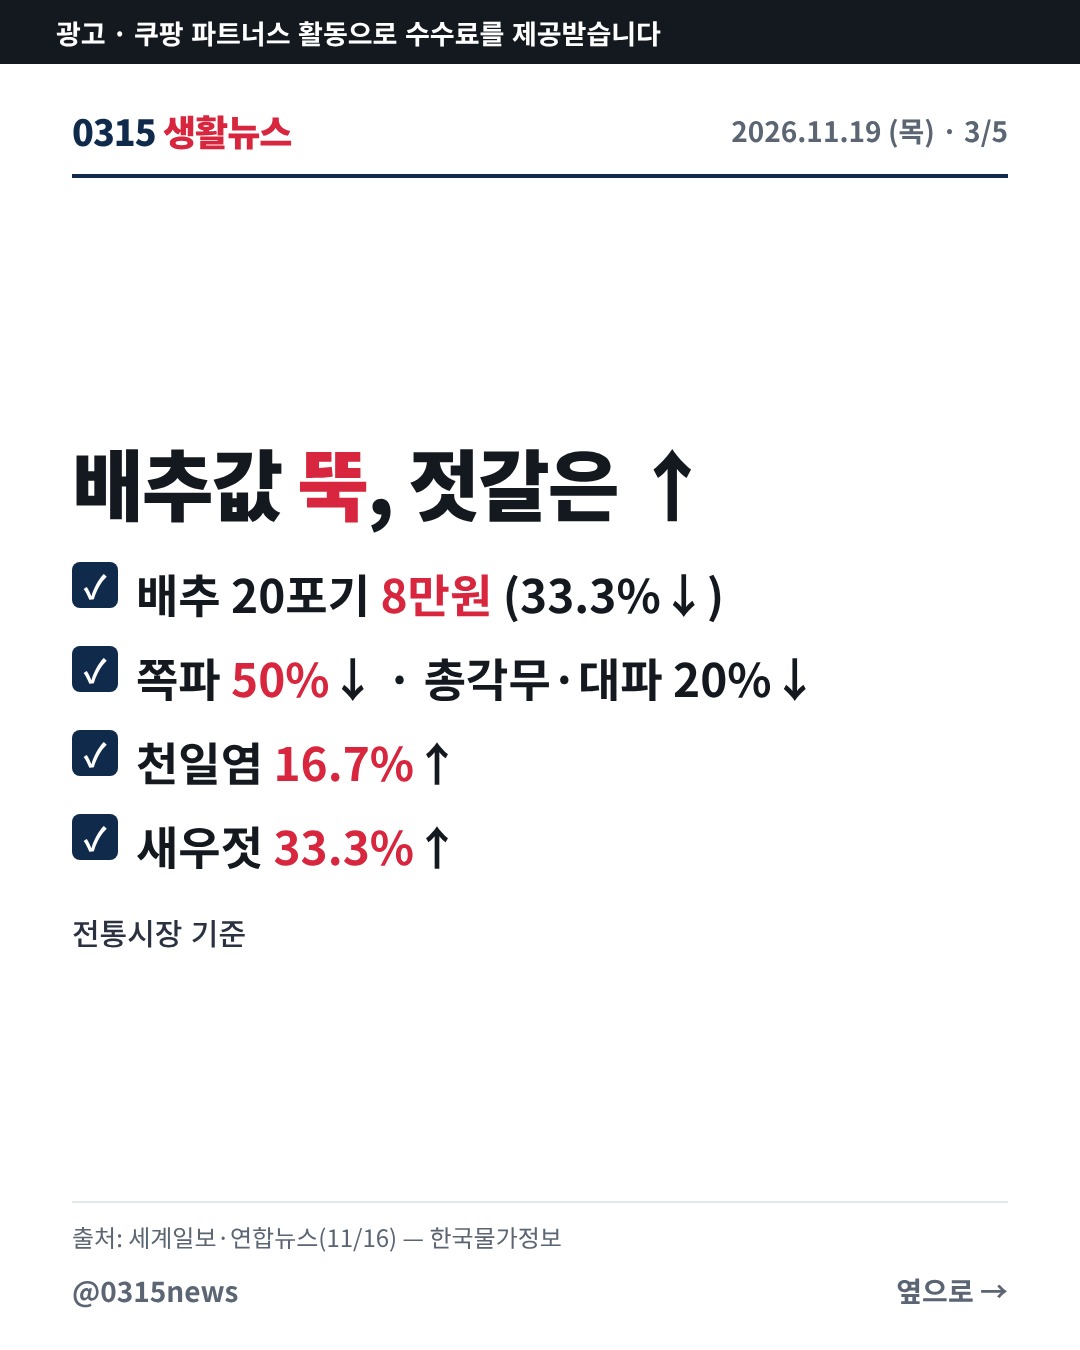 광고 · 쿠팡 파트너스 활동으로 수수료를 제공받습니다
0315 생활뉴스
2026.11.19 (목) · 3/5
배추값 뚝, 젓갈은 ↑
✓ 배추 20포기 8만원 (33.3%↓)
✓ 쪽파 50%↓ · 총각무·대파 20%↓
✓ 천일염 16.7%↑
✓ 새우젓 33.3%↑
전통시장 기준
출처: 세계일보·연합뉴스(11/16) — 한국물가정보
@0315news
옆으로 →